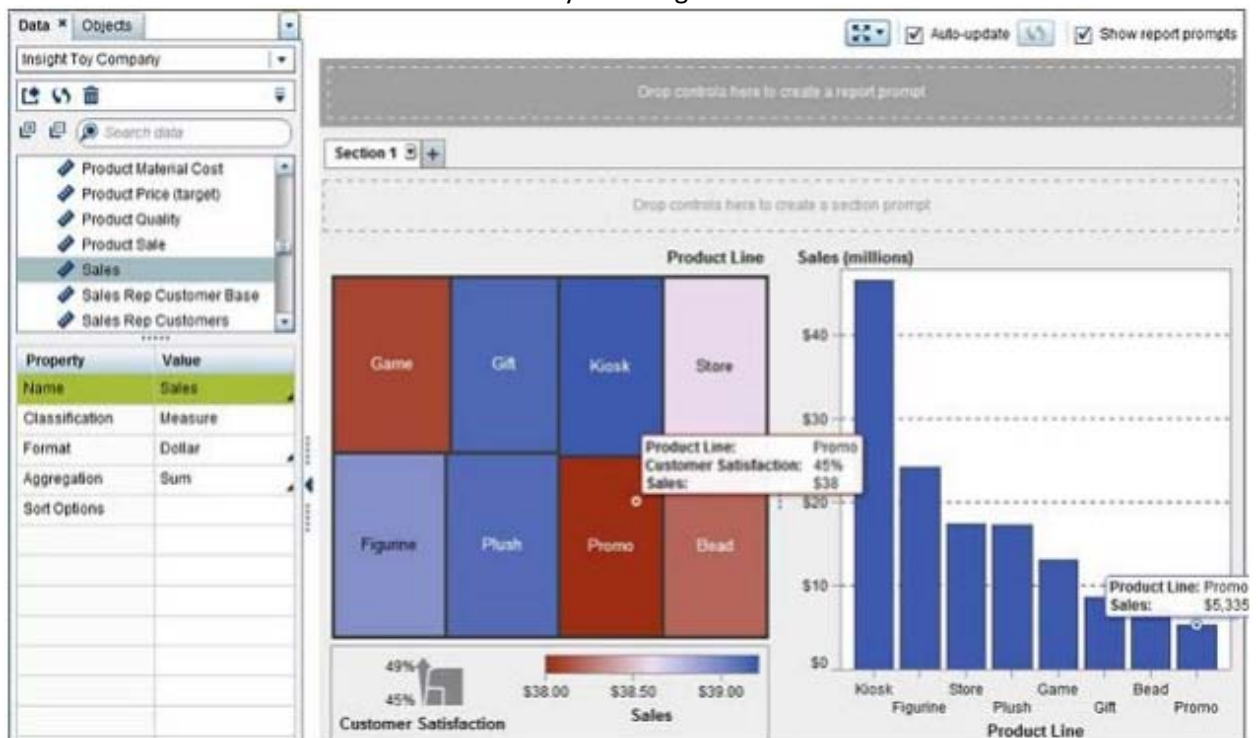 Data Objects
Insight Toy Company
Search data
Product Material Cost
Product Price (target)
Product Quality
Product Sale
Sales
Sales Rep Customer Base
Sales Rep Customers
Property Value
Name Sales
Classification Measure
Format Dollar
Aggregation Sum
Sort Options
Auto-update Show report prompts
Drop controls here to create a report prompt
Section 1 +
Drop controls here to create a section prompt
Product Line
Game Gift Kiosk Store
Figurine Plush Promo Bead
Product Line: Promo
Customer Satisfaction: 45%
Sales: $38
49%
45%
Customer Satisfaction
$38.00 $38.50 $39.00
Sales
Sales (millions)
$40
$30
$20
$10
$0
Product Line: Promo
Sales: $5,335
Kiosk Store Game Bead
Figurine Plush Gift Promo
Product Line